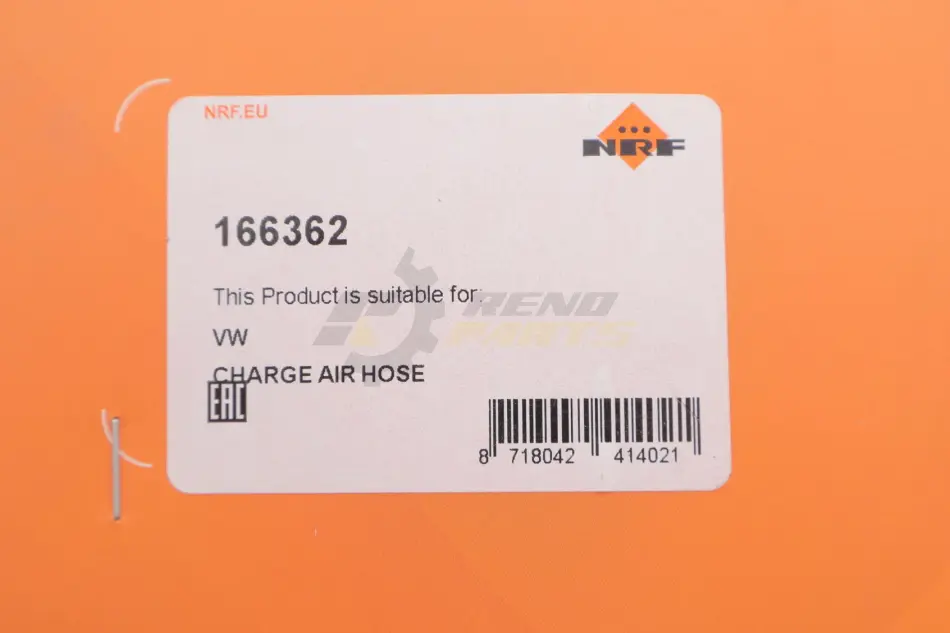 NRF.EU
NRF
166362
This Product is suitable for:
RENO
PARTS
VW
CHARGE AIR HOSE
EAC
8 718042 414021